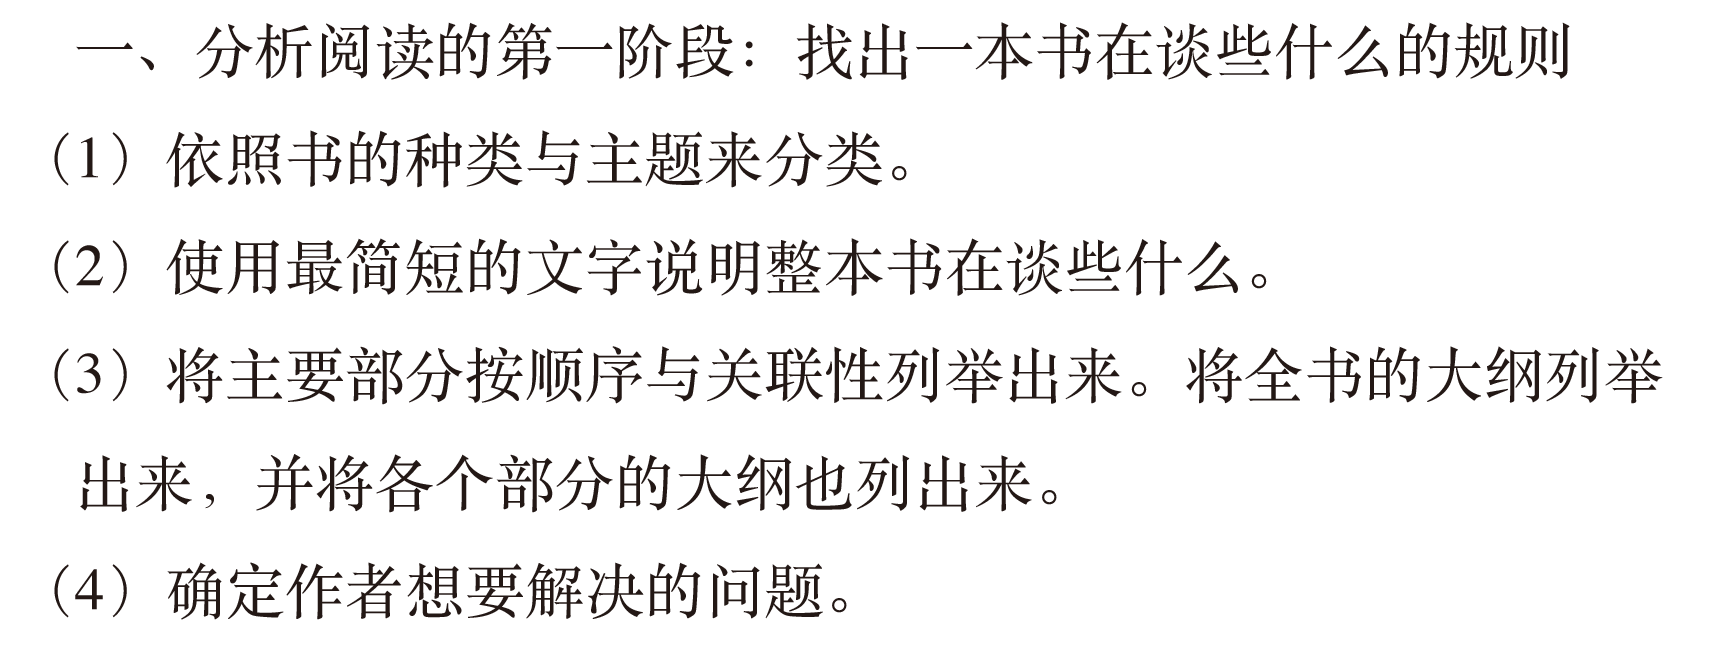 一、分析阅读的第一阶段：找出一本书在谈些什么的规则
（1）依照书的种类与主题来分类。
（2）使用最简短的文字说明整本书在谈些什么。
（3）将主要部分按顺序与关联性列举出来。将全书的大纲列举
出来，并将各个部分的大纲也列出来。
（4）确定作者想要解决的问题。